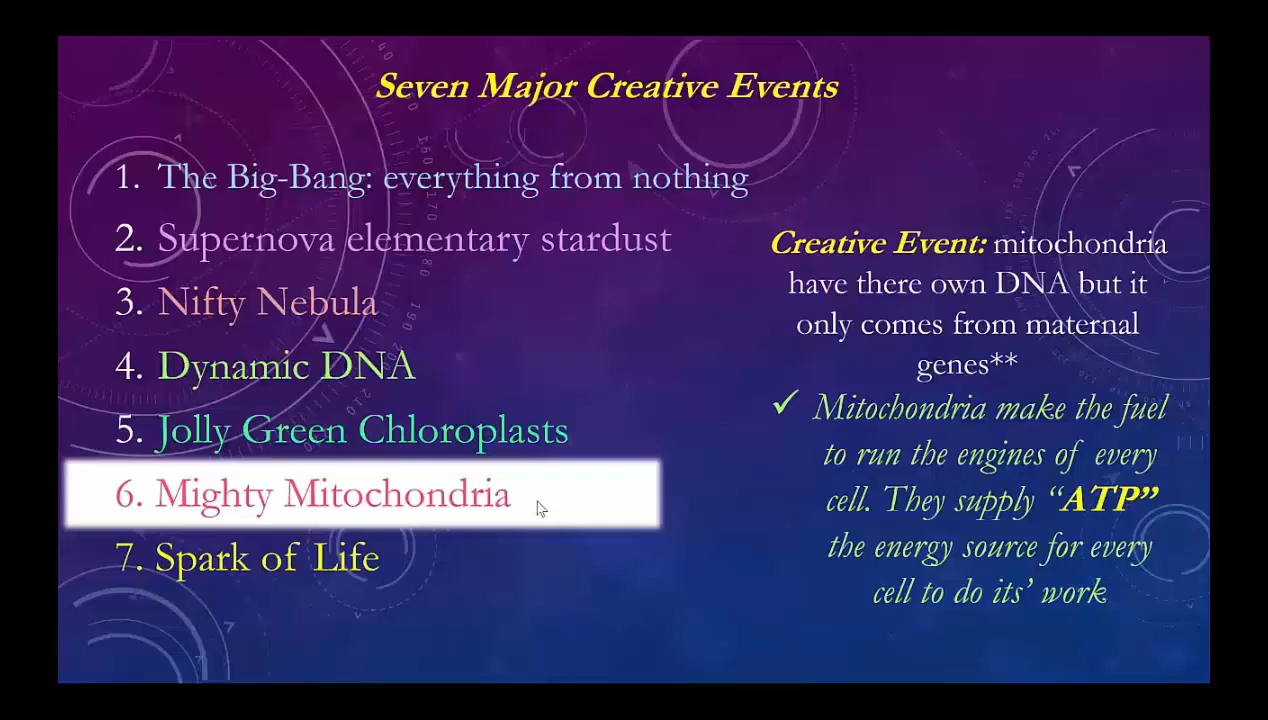 Seven Major Creative Events
1. The Big-Bang: everything from nothing
2. Supernova elementary stardust
3. Nifty Nebula
4. Dynamic DNA
5. Jolly Green Chloroplasts
6. Mighty Mitochondria
7. Spark of Life
Creative Event: mitochondria
have there own DNA but it
only comes from maternal
genes**
✓ Mitochondria make the fuel
to run the engines of every
cell. They supply “ATP”
the energy source for every
cell to do its’ work